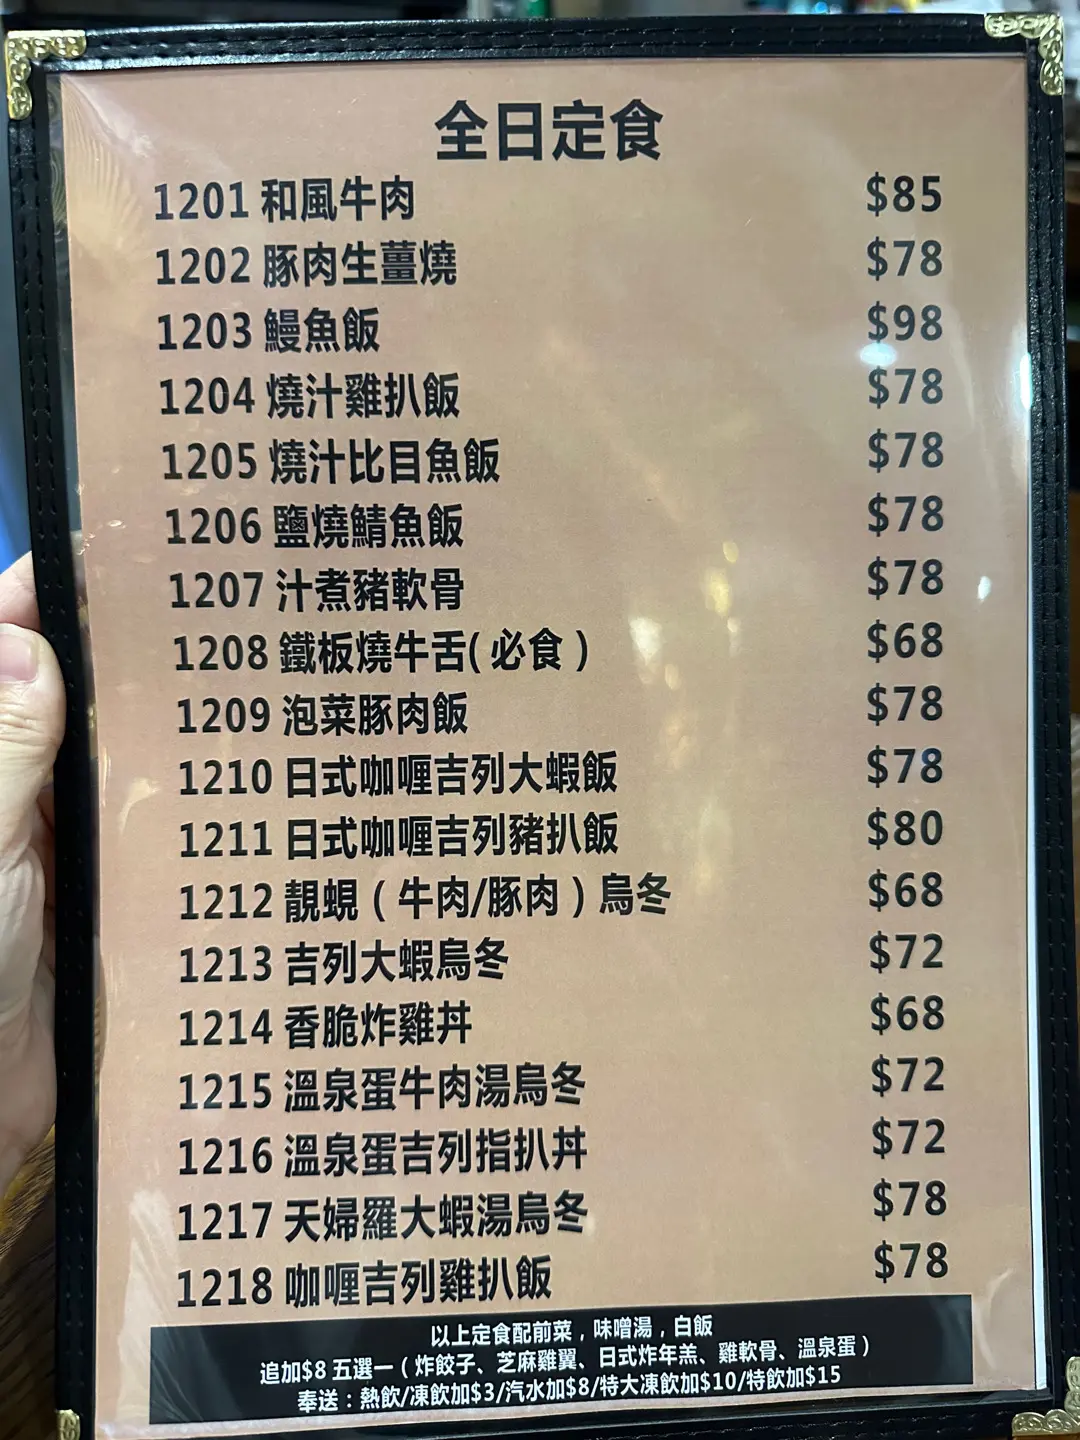 全日定食
1201 和風牛肉 $85
1202 豚肉生薑燒 $78
1203 鰻魚飯 $98
1204 燒汁雞扒飯 $78
1205 燒汁比目魚飯 $78
1206 鹽燒鯖魚飯 $78
1207 汁煮豬軟骨 $78
1208 鐵板燒牛舌(必食) $68
1209 泡菜豚肉飯 $78
1210 日式咖喱吉列大蝦飯 $78
1211 日式咖喱吉列豬扒飯 $80
1212 靚蜆(牛肉/豚肉)烏冬 $68
1213 吉列大蝦烏冬 $72
1214 香脆炸雞丼 $68
1215 溫泉蛋牛肉湯烏冬 $72
1216 溫泉蛋吉列指扒丼 $72
1217 天婦羅大蝦湯烏冬 $78
1218 咖喱吉列雞扒飯 $78
以上定食配前菜,味噌湯,白飯
追加$8 五選一(炸餃子、芝麻雞翼、日式炸年羔、雞軟骨、溫泉蛋)
奉送:熱飲/凍飲加$3/汽水加$8/特大凍飲加$10/特飲加$15